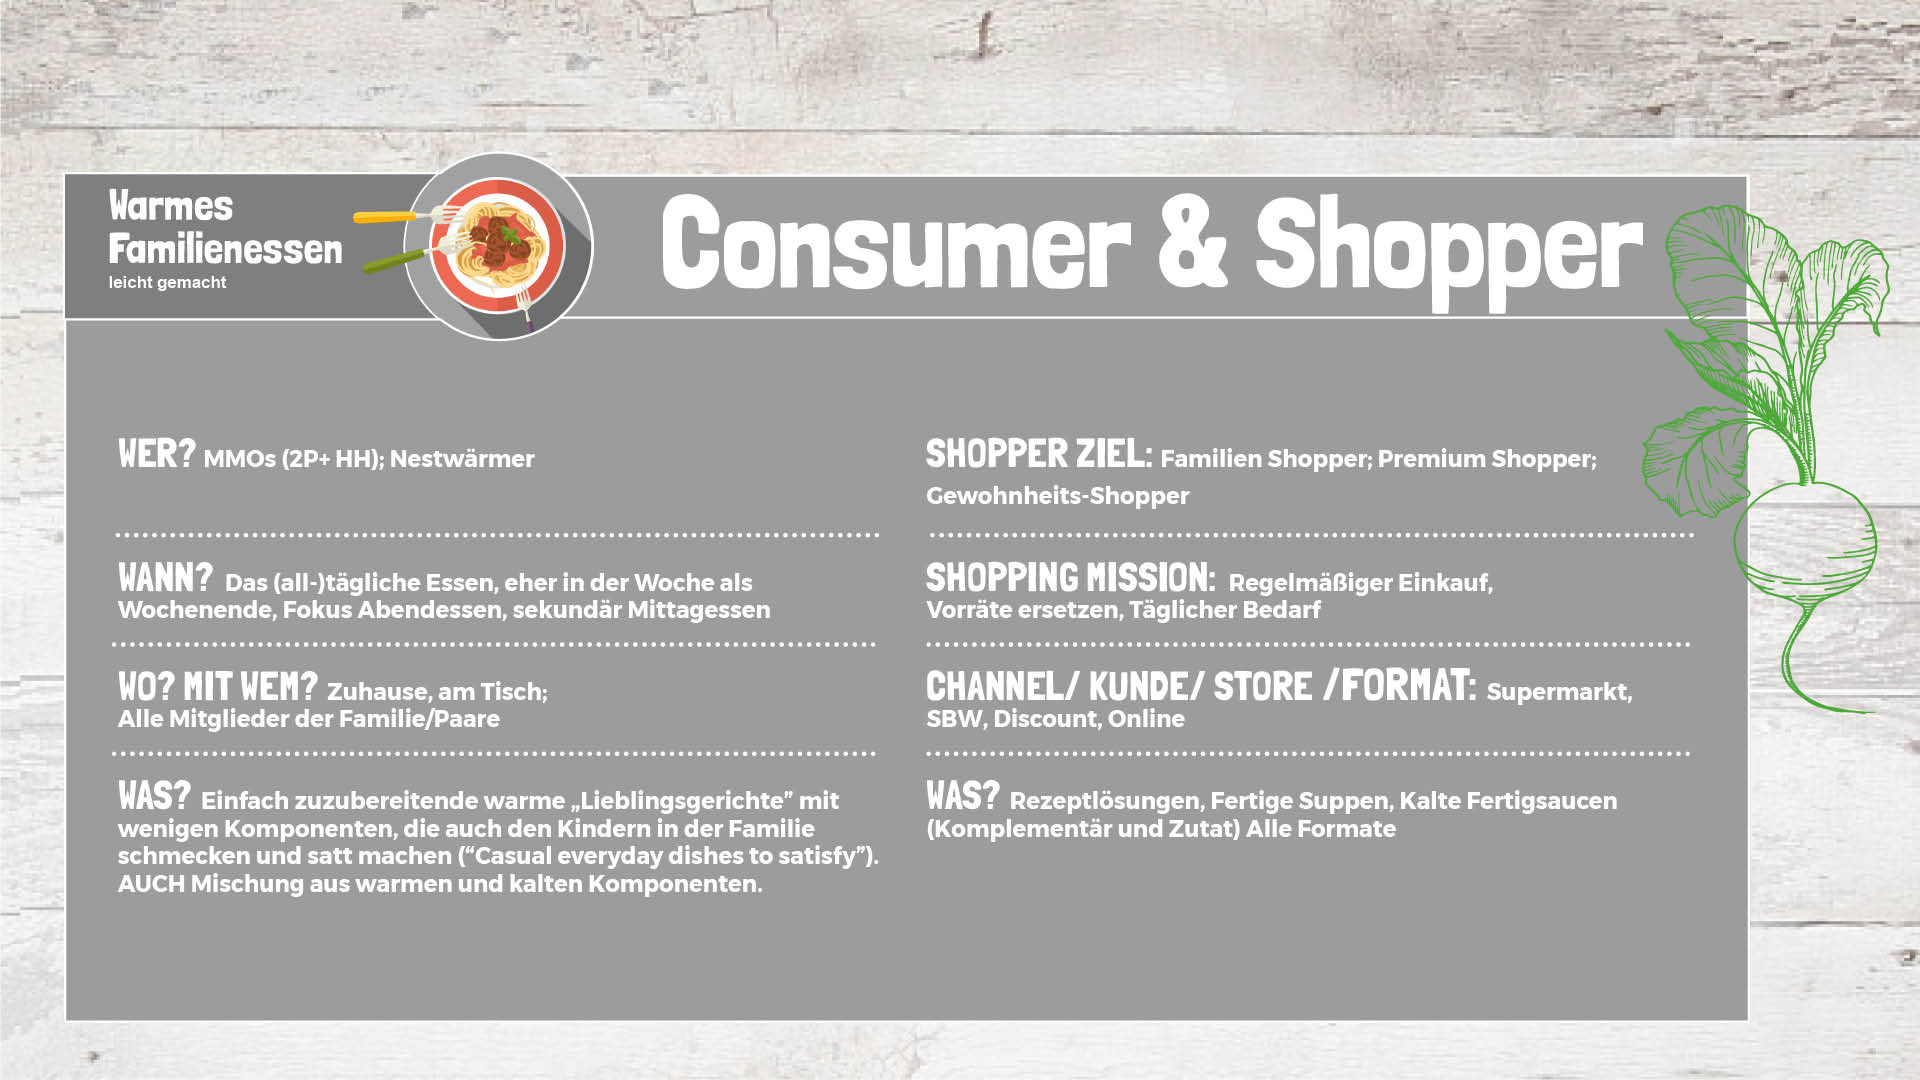 Warmes
Familienessen
leicht gemacht
Consumer & Shopper
WER? MMOs (2P+ HH); Nestwärmer
WANN? Das (all-)tägliche Essen, eher in der Woche als
Wochenende, Fokus Abendessen, sekundär Mittagessen
WO? MIT WEM? Zuhause, am Tisch;
Alle Mitglieder der Familie/Paare
WAS? Einfach zuzubereitende warme „Lieblingsgerichte” mit
wenigen Komponenten, die auch den Kindern in der Familie
schmecken und satt machen (“Casual everyday dishes to satisfy”).
AUCH Mischung aus warmen und kalten Komponenten.
SHOPPER ZIEL: Familien Shopper; Premium Shopper;
Gewohnheits-Shopper
SHOPPING MISSION: Regelmäßiger Einkauf,
Vorräte ersetzen, Täglicher Bedarf
CHANNEL/ KUNDE/ STORE /FORMAT: Supermarkt,
SBW, Discount, Online
WAS? Rezeptlösungen, Fertige Suppen, Kalte Fertigsaucen
(Komplementär und Zutat) Alle Formate